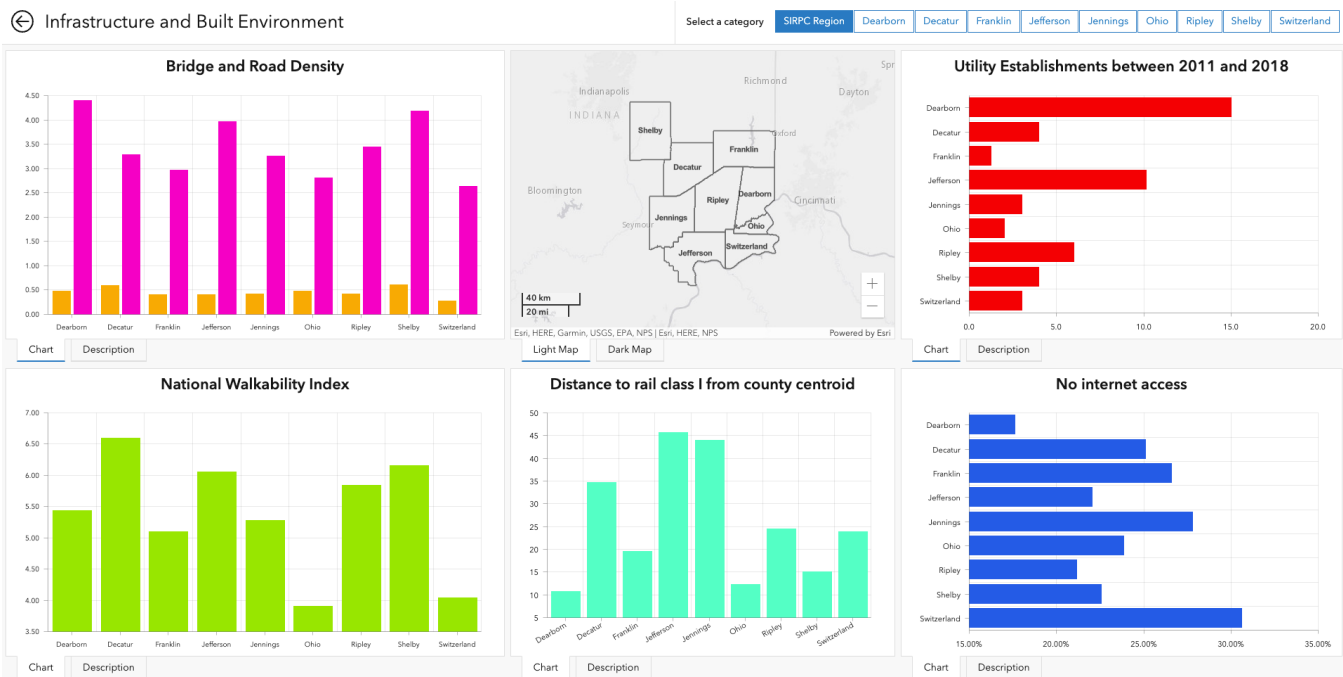 Infrastructure and Built Environment
Select a category
SIRPC Region Dearborn Decatur Franklin Jefferson Jennings Ohio Ripley Shelby Switzerland
Bridge and Road Density
4.50
4.00
3.50
3.00
2.50
2.00
1.50
1.00
0.50
0.00
Dearborn Decatur Franklin Jefferson Jennings Ohio Ripley Shelby Switzerland
Chart Description
Spr
Richmond
Indianapolis
Dayton
INDIANA
Shelby
Oxford
Franklin
Decatur
Bloomington
Dearborn
Ripley
Cincinnati
Jennings
Seymour
Ohio
Switzerland
Jefferson
40 km
20 mi
Esri, HERE, Garmin, USGS, EPA, NPS | Esri, HERE, NPS Powered by Esri
Light Map Dark Map
Utility Establishments between 2011 and 2018
Dearborn
Decatur
Franklin
Jefferson
Jennings
Ohio
Ripley
Shelby
Switzerland
0.0 5.0 10.0 15.0 20.0
Chart Description
National Walkability Index
7.00
6.50
6.00
5.50
5.00
4.50
4.00
3.50
Dearborn Decatur Franklin Jefferson Jennings Ohio Ripley Shelby Switzerland
Chart Description
Distance to rail class I from county centroid
50
45
40
35
30
25
20
15
10
5
Dearborn Decatur Franklin Jefferson Jennings Ohio Ripley Shelby Switzerland
Chart Description
No internet access
Dearborn
Decatur
Franklin
Jefferson
Jennings
Ohio
Ripley
Shelby
Switzerland
15.00% 20.00% 25.00% 30.00% 35.00%
Chart Description